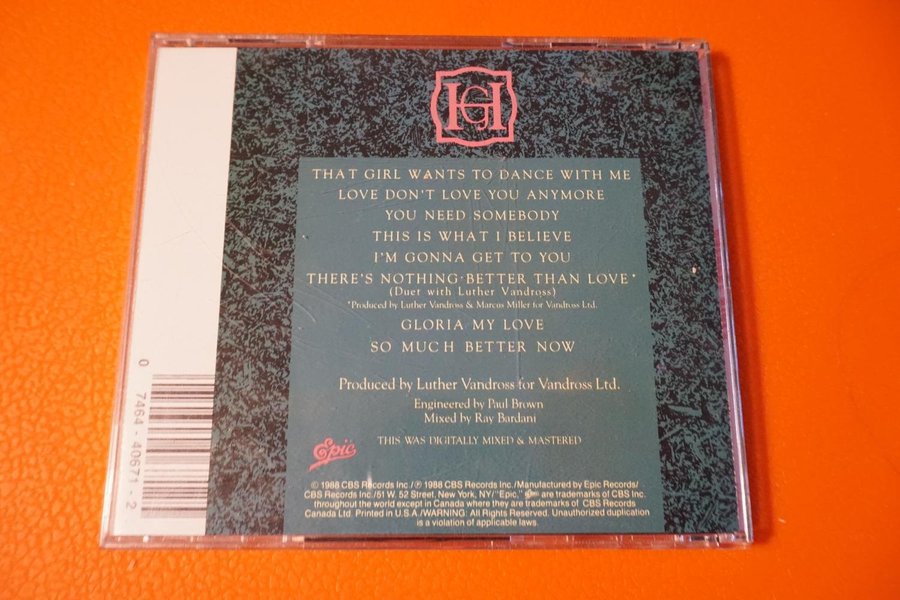 HGI
THAT GIRL WANTS TO DANCE WITH ME
LOVE DON'T LOVE YOU ANYMORE
YOU NEED SOMEBODY
THIS IS WHAT I BELIEVE
I'M GONNA GET TO YOU
THERE'S NOTHING BETTER THAN LOVE*
(Duet with Luther Vandross)
*Produced by Luther Vandross & Marcus Miller for Vandross Ltd.
GLORIA MY LOVE
SO MUCH BETTER NOW
Produced by Luther Vandross for Vandross Ltd.
Engineered by Paul Brown
Mixed by Ray Bardani
THIS WAS DIGITALLY MIXED & MASTERED
Epic
© 1988 CBS Records Inc./℗ 1988 CBS Records Inc./Manufactured by Epic Records/
CBS Records Inc./51 W. 52 Street, New York, NY/"Epic," are trademarks of CBS Inc.
throughout the world except in Canada where they are trademarks of CBS Records
Canada Ltd. Printed in U.S.A./WARNING: All Rights Reserved. Unauthorized duplication
is a violation of applicable laws.
0 7464-40671-2